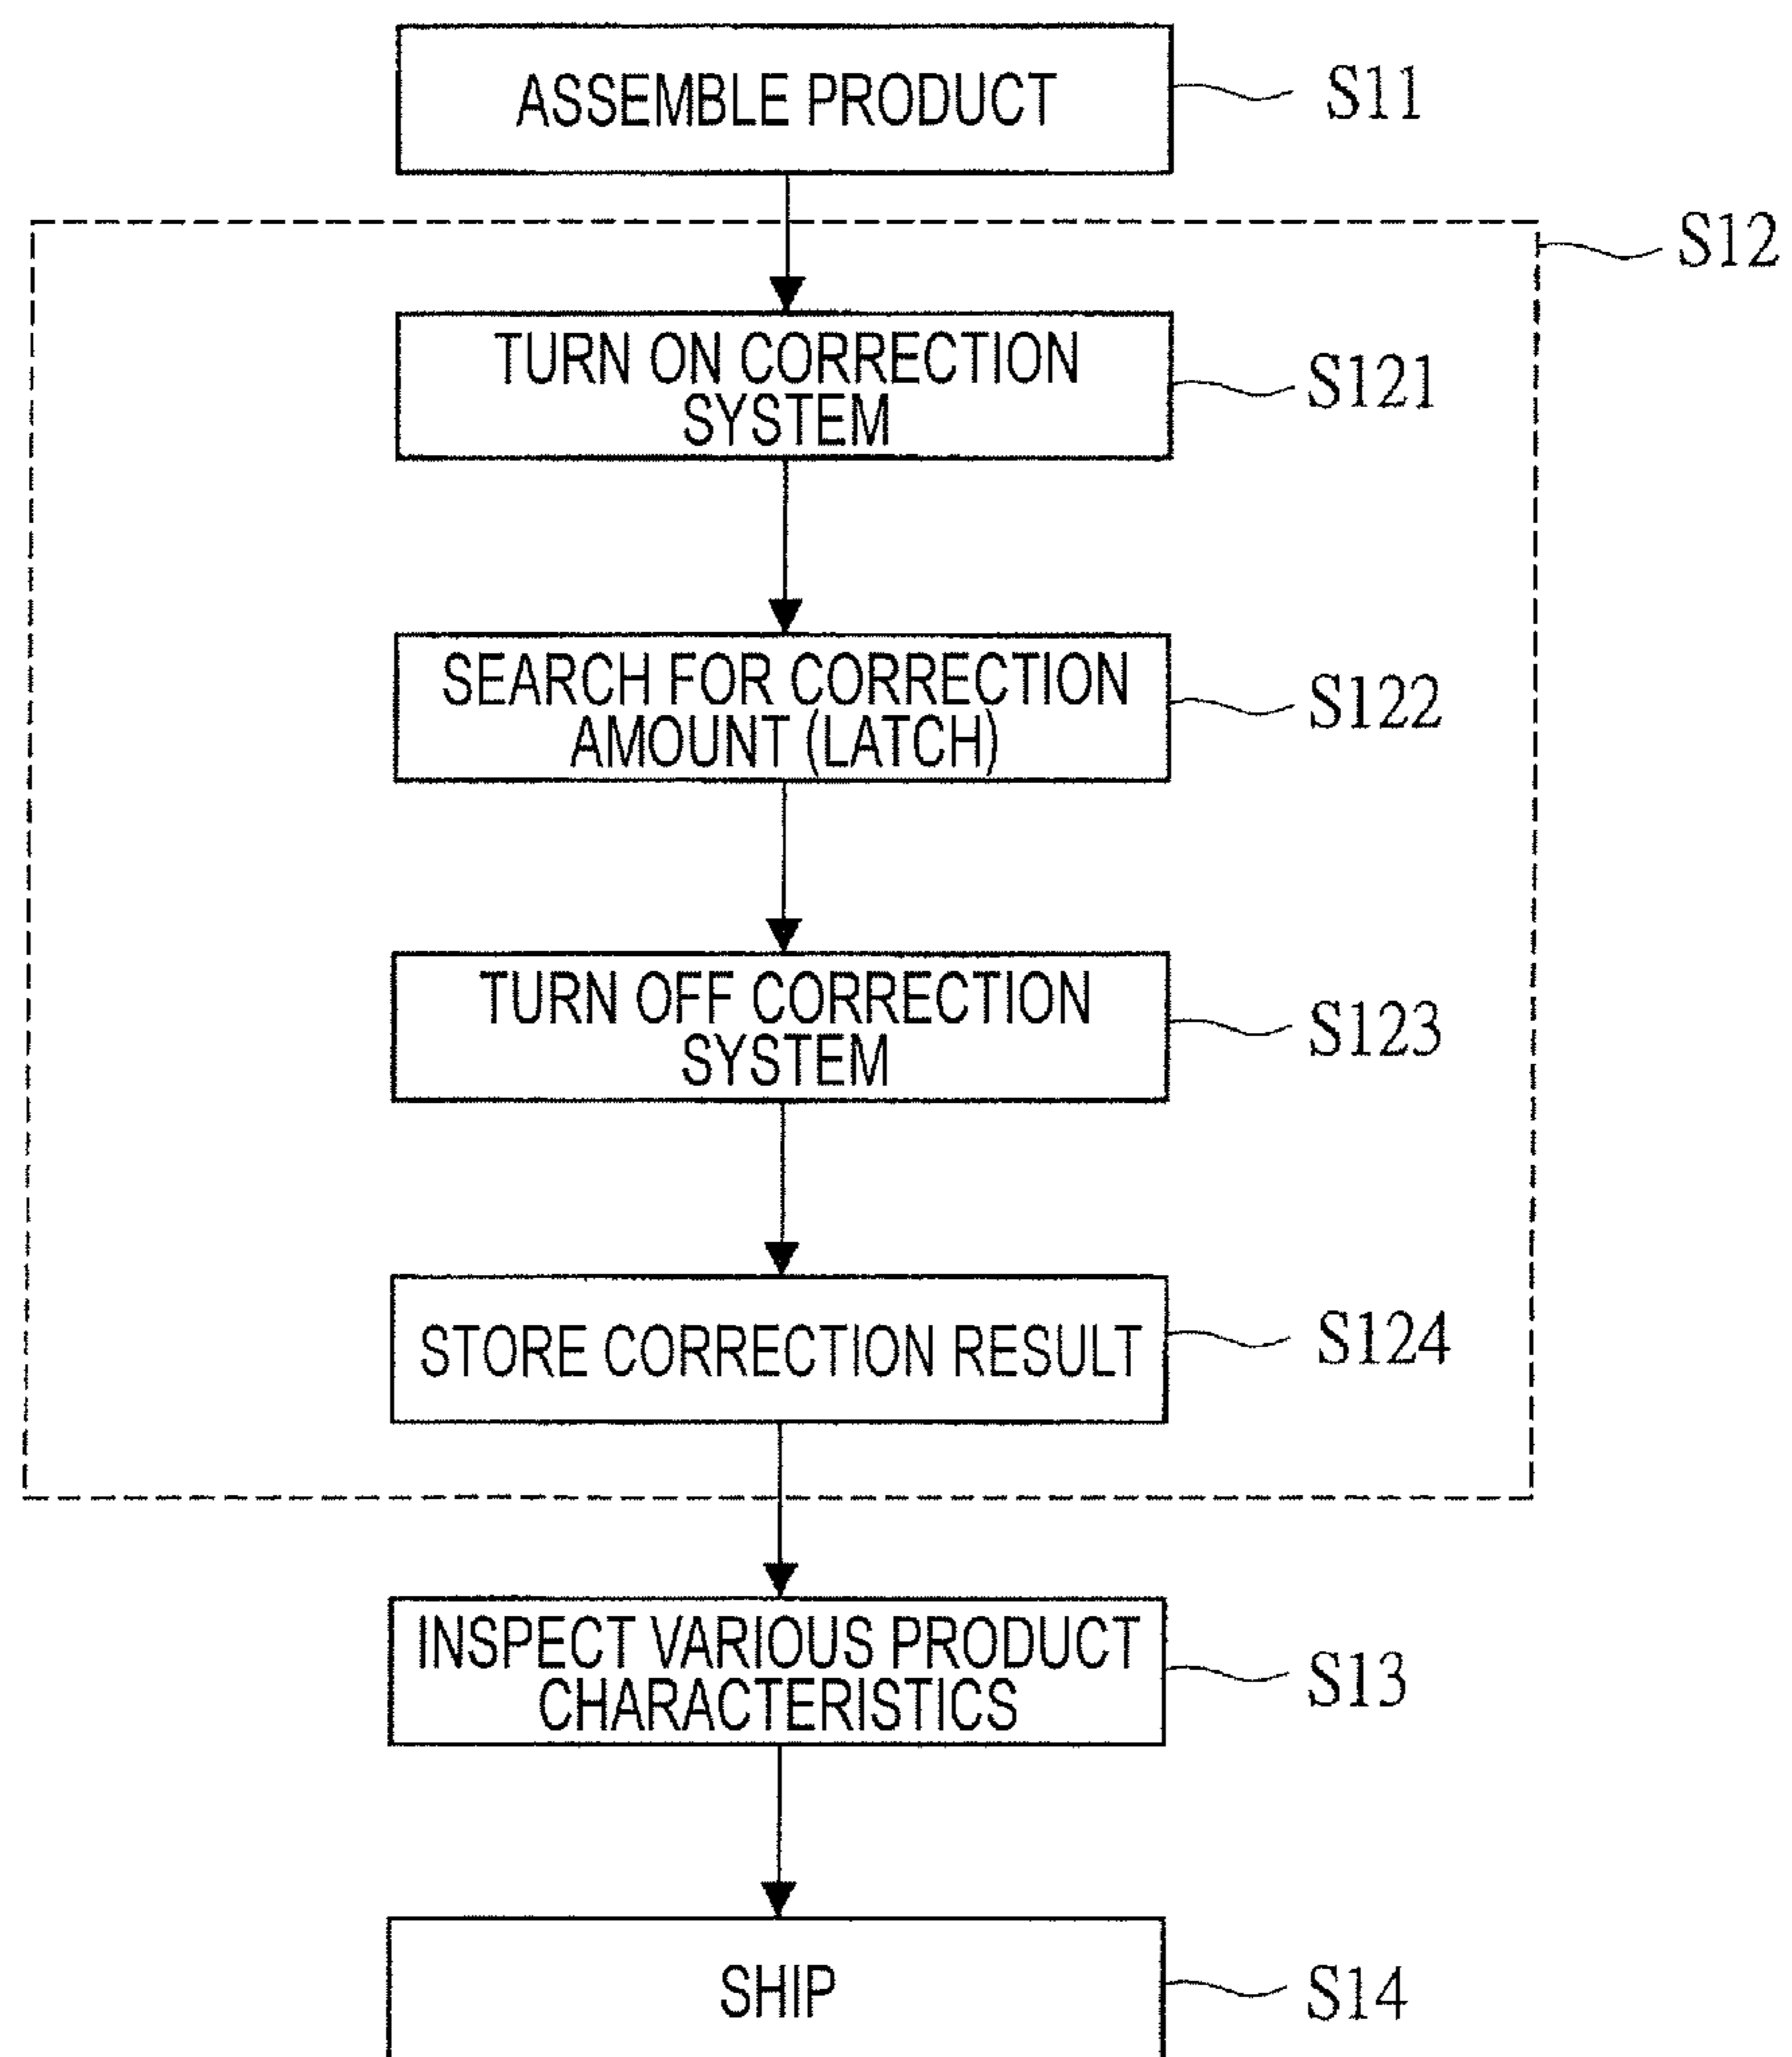 ASSEMBLE PRODUCT
S11
S12
TURN ON CORRECTION
SYSTEM
S121
SEARCH FOR CORRECTION
AMOUNT (LATCH)
S122
TURN OFF CORRECTION
SYSTEM
S123
STORE CORRECTION RESULT
S124
INSPECT VARIOUS PRODUCT
CHARACTERISTICS
S13
SHIP
S14